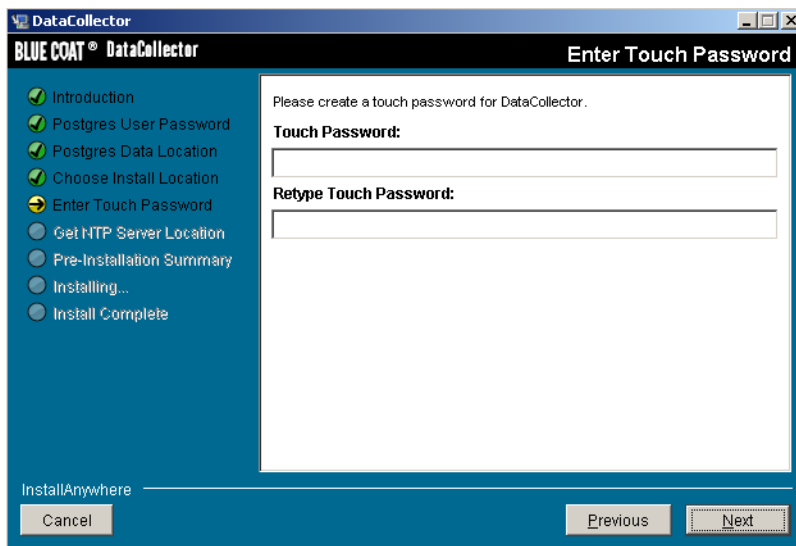 DataCollector
BLUE COAT ® DataCollector
Enter Touch Password
Introduction
Postgres User Password
Postgres Data Location
Choose Install Location
Enter Touch Password
Get NTP Server Location
Pre-Installation Summary
Installing...
Install Complete
Please create a touch password for DataCollector.
Touch Password:
Retype Touch Password:
InstallAnywhere
Cancel
Previous
Next